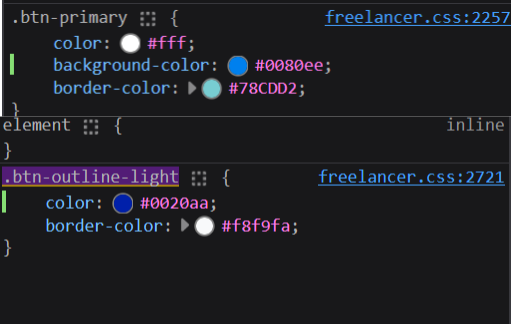 .btn-primary { freelancer.css:2257
color: #fff;
background-color: #0080ee;
border-color: #78CDD2;
}
element { inline
}
.btn-outline-light { freelancer.css:2721
color: #0020aa;
border-color: #f8f9fa;
}